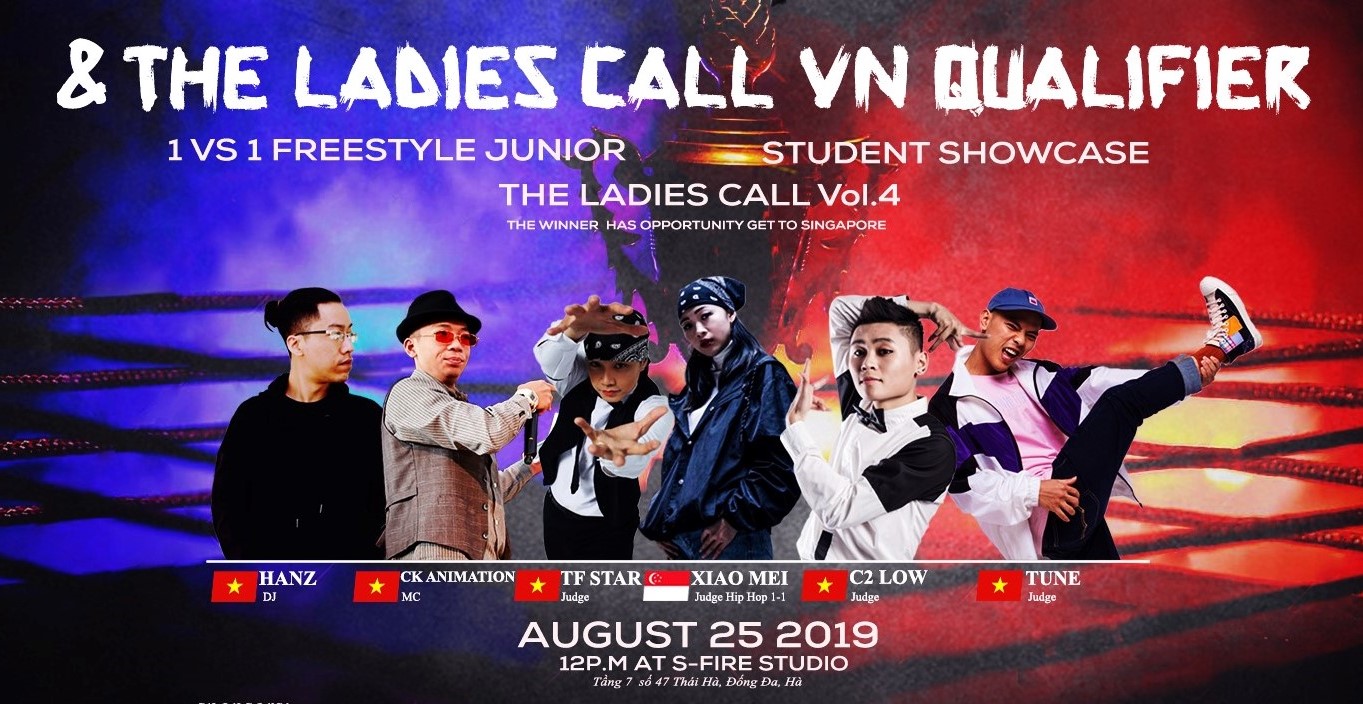 & THE LADIES CALL VN QUALIFIER
1 VS 1 FREESTYLE JUNIOR
STUDENT SHOWCASE
THE LADIES CALL Vol.4
THE WINNER HAS OPPORTUNITY GET TO SINGAPORE
HANZ
DJ
CK ANIMATION
MC
TF STAR
Judge
XIAO MEI
Judge Hip Hop 1-1
C2 LOW
Judge
TUNE
Judge
AUGUST 25 2019
12P.M AT S-FIRE STUDIO
Tầng 7 số 47 Thái Hà, Đống Đa, Hà